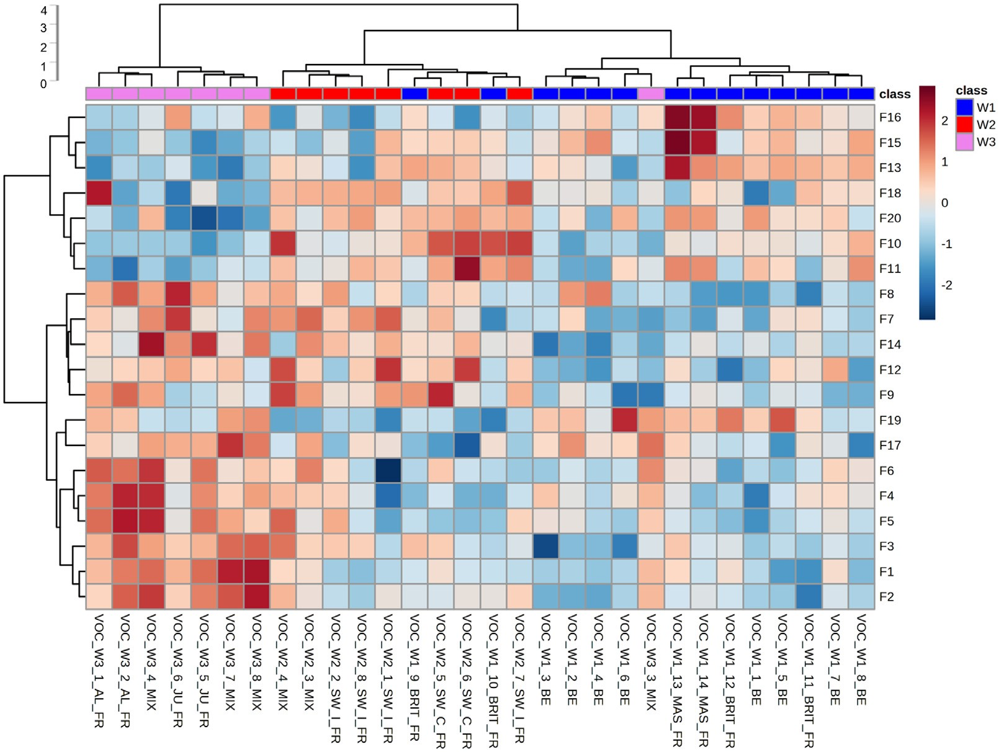 4
3
2
1
0
class
class
W1
W2
W3
2
1
0
-1
-2
F16
F15
F13
F18
F20
F10
F11
F8
F7
F14
F12
F9
F19
F17
F6
F4
F5
F3
F1
F2
VOC_W3_1_AL_FR
VOC_W3_2_AL_FR
VOC_W3_4_MIX
VOC_W3_6_JU_FR
VOC_W3_5_JU_FR
VOC_W3_7_MIX
VOC_W3_8_MIX
VOC_W2_4_MIX
VOC_W2_3_MIX
VOC_W2_2_SW_I_FR
VOC_W2_8_SW_I_FR
VOC_W2_1_SW_I_FR
VOC_W1_9_BRIT_FR
VOC_W2_5_SW_C_FR
VOC_W2_6_SW_C_FR
VOC_W1_10_BRIT_FR
VOC_W2_7_SW_I_FR
VOC_W1_3_BE
VOC_W1_2_BE
VOC_W1_4_BE
VOC_W1_6_BE
VOC_W3_3_MIX
VOC_W1_13_MAS_FR
VOC_W1_14_MAS_FR
VOC_W1_12_BRIT_FR
VOC_W1_1_BE
VOC_W1_5_BE
VOC_W1_11_BRIT_FR
VOC_W1_7_BE
VOC_W1_8_BE